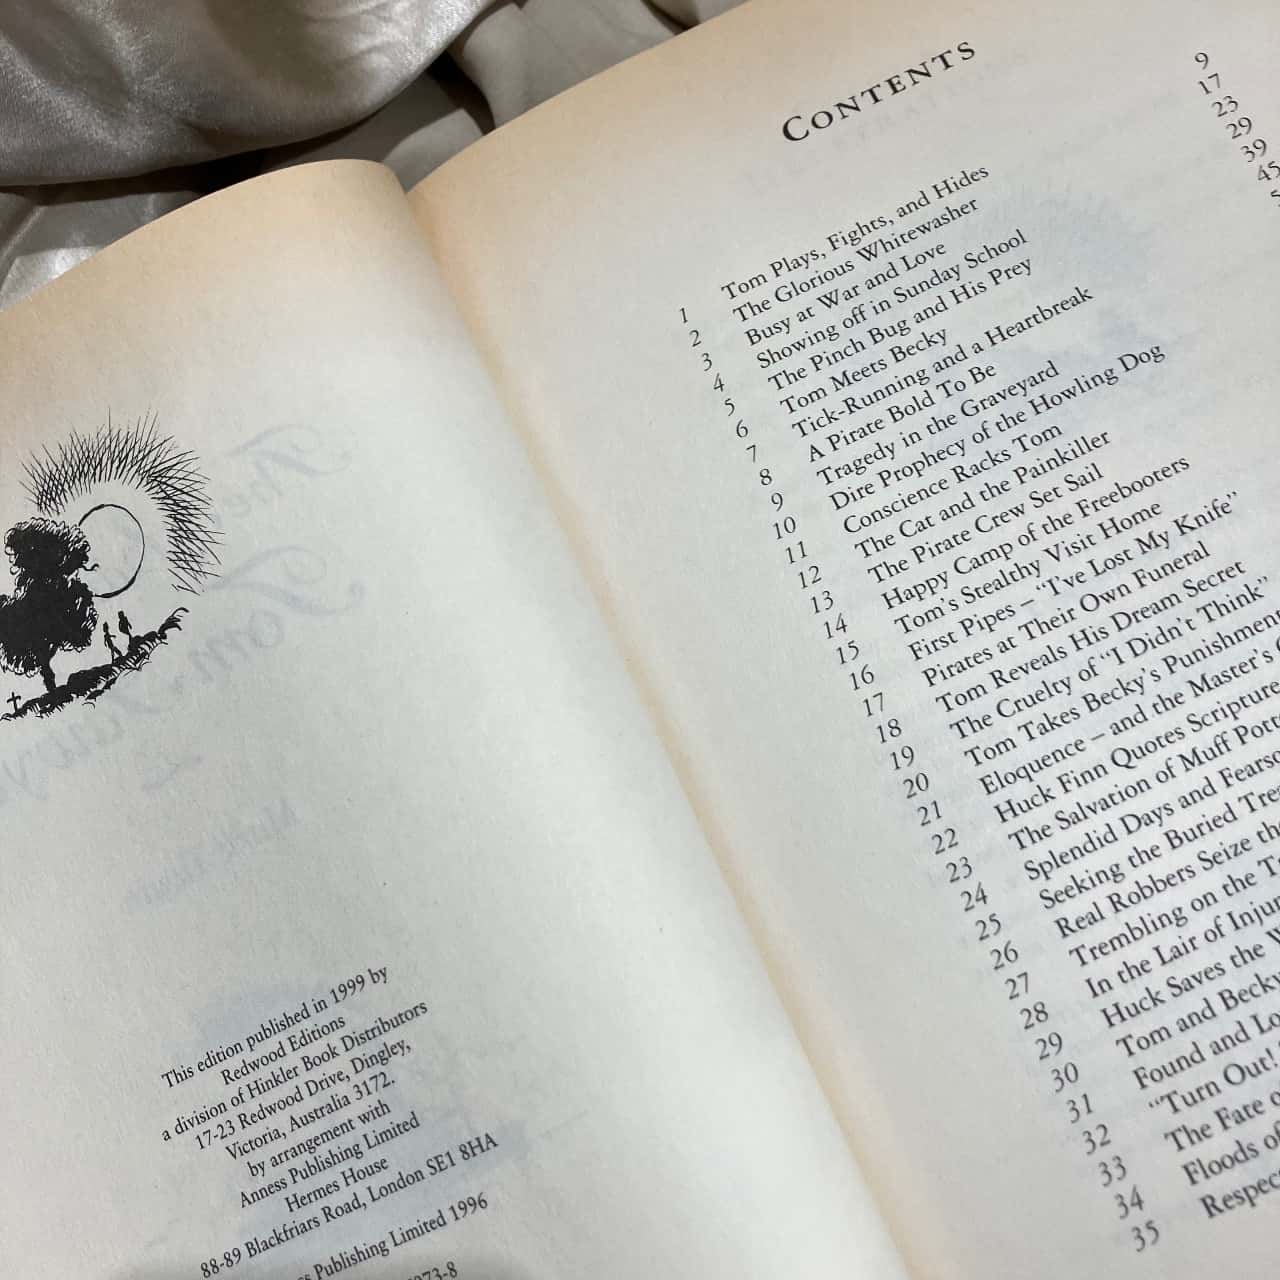 This edition published in 1999 by
Redwood Editions
a division of Hinkler Book Distributors
17-23 Redwood Drive, Dingley,
Victoria, Australia 3172.
by arrangement with
Anness Publishing Limited
Hermes House
88-89 Blackfriars Road, London SE1 8HA
Publishing Limited 1996
73-8
CONTENTS
1 Tom Plays, Fights, and Hides 9
2 The Glorious Whitewasher 17
3 Busy at War and Love 23
4 Showing off in Sunday School 29
5 The Pinch Bug and His Prey 39
6 Tom Meets Becky 45
7 Tick-Running and a Heartbreak
8 A Pirate Bold To Be
9 Tragedy in the Graveyard
10 Dire Prophecy of the Howling Dog
11 Conscience Racks Tom
12 The Cat and the Painkiller
13 The Pirate Crew Set Sail
14 Happy Camp of the Freebooters
15 Tom's Stealthy Visit Home
16 First Pipes – "I've Lost My Knife"
17 Pirates at Their Own Funeral
18 Tom Reveals His Dream Secret
19 The Cruelty of "I Didn't Think"
20 Tom Takes Becky's Punishment
21 Eloquence – and the Master's
22 Huck Finn Quotes Scripture
23 The Salvation of Muff
24 Splendid Days and
25 Seeking the Buried
26 Real Robbers Seize
27 Trembling on the
28 In the Lair of
29 Huck Saves the
30 Tom and Becky
31 Found and
32 "Turn Out!
33 The Fare
34 Floods of
35